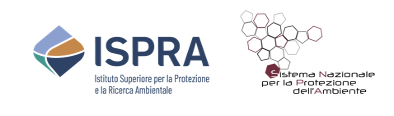 ISPRA
Istituto Superiore per la Protezione
e la Ricerca Ambientale
Sistema Nazionale
per la Protezione
dell'Ambiente